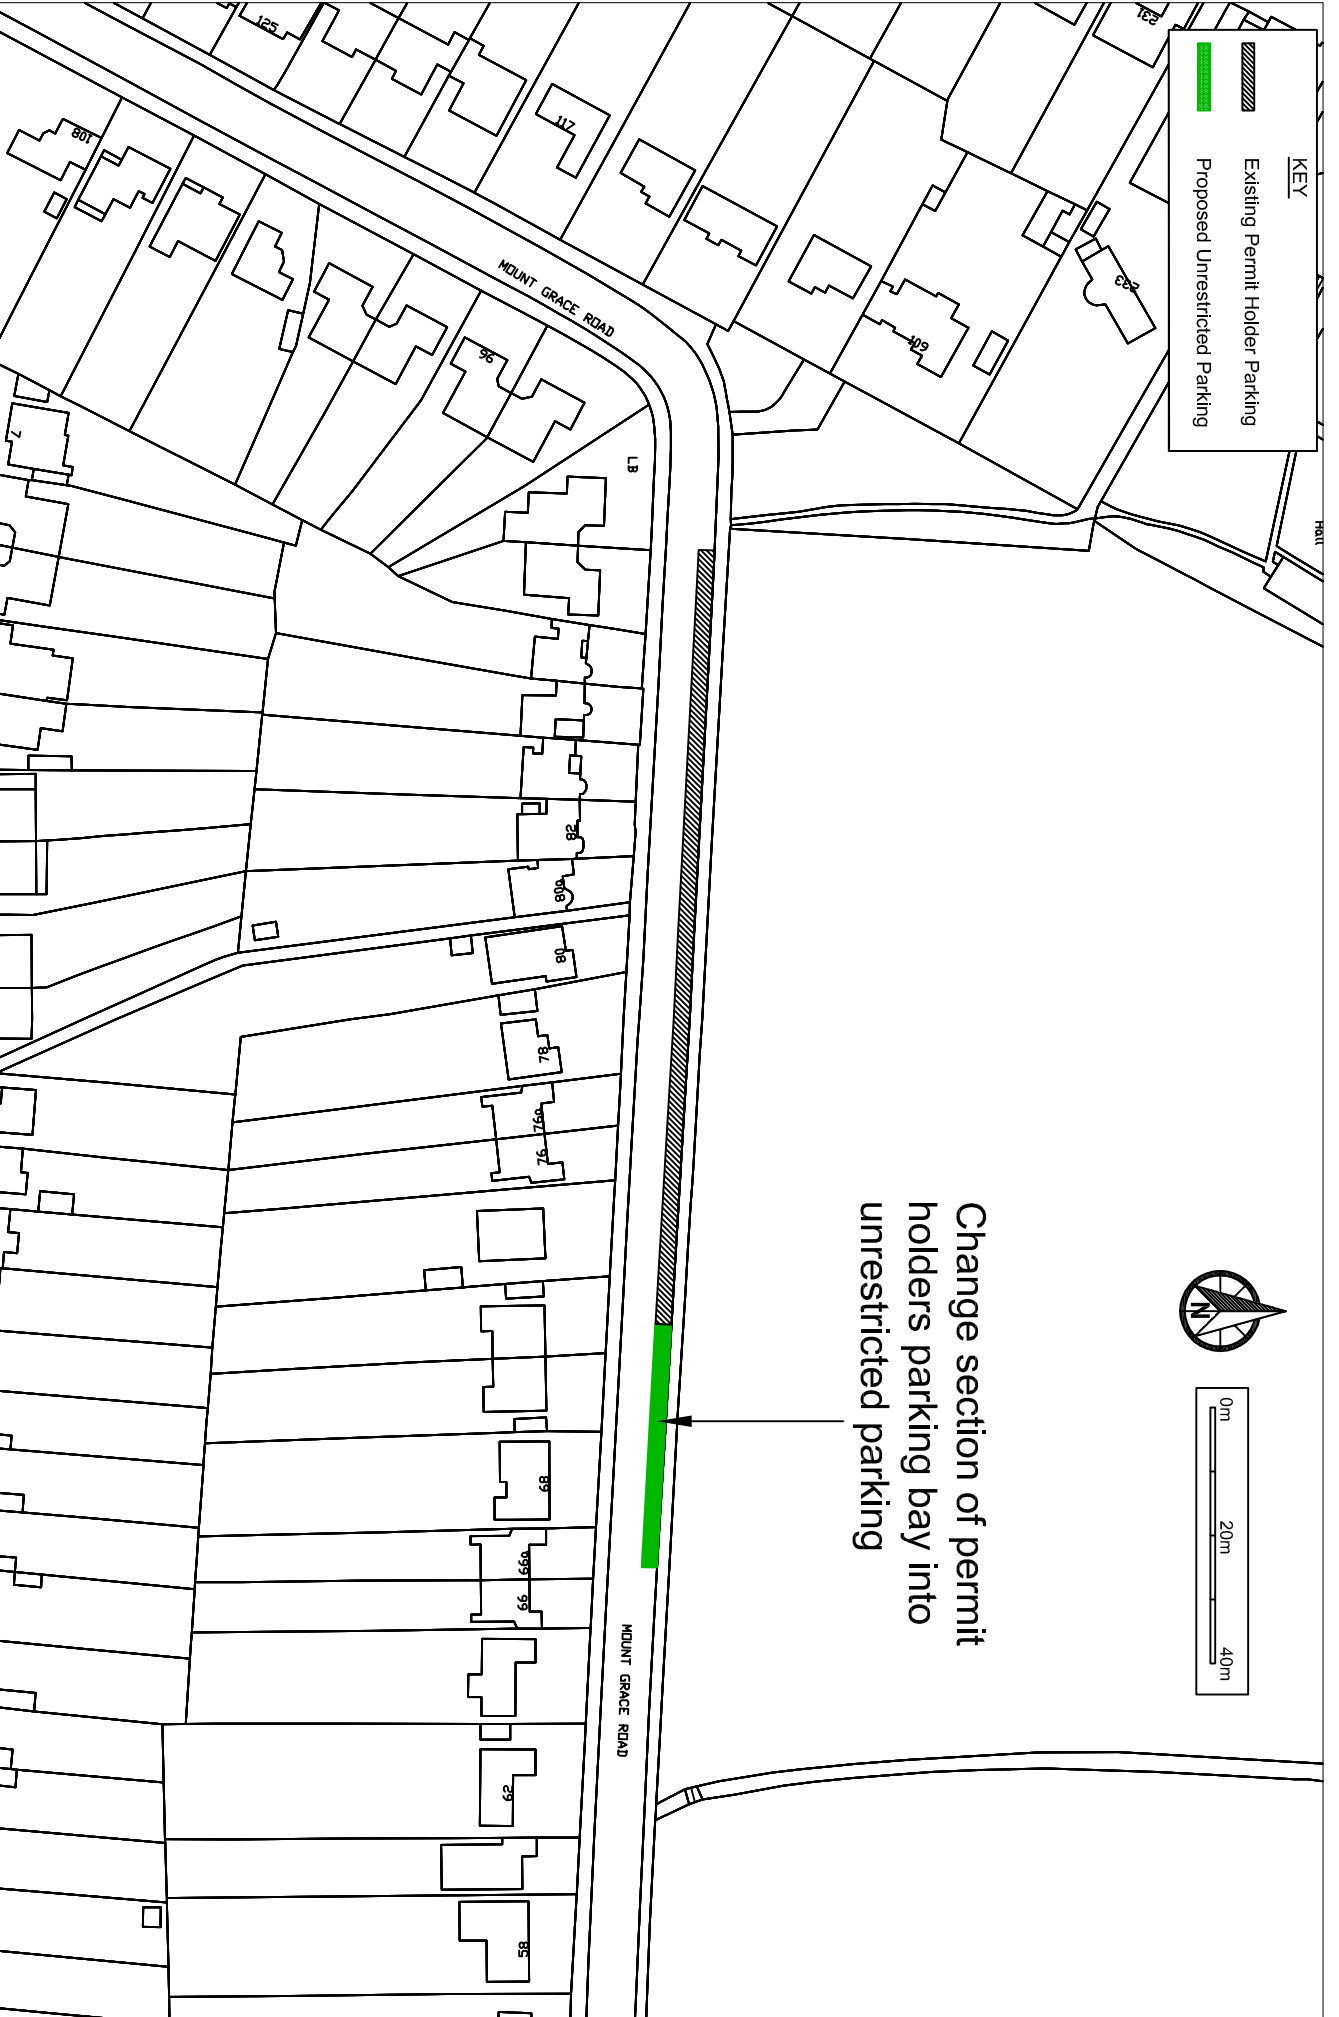 KEY
Existing Permit Holder Parking
Proposed Unrestricted Parking
Hall
N
0m 20m 40m
Change section of permit
holders parking bay into
unrestricted parking
231
233
125
117
109
108
96
7
LB
MOUNT GRACE ROAD
82
80a
80
78
76a
76
68
66a
66
62
58
MOUNT GRACE ROAD